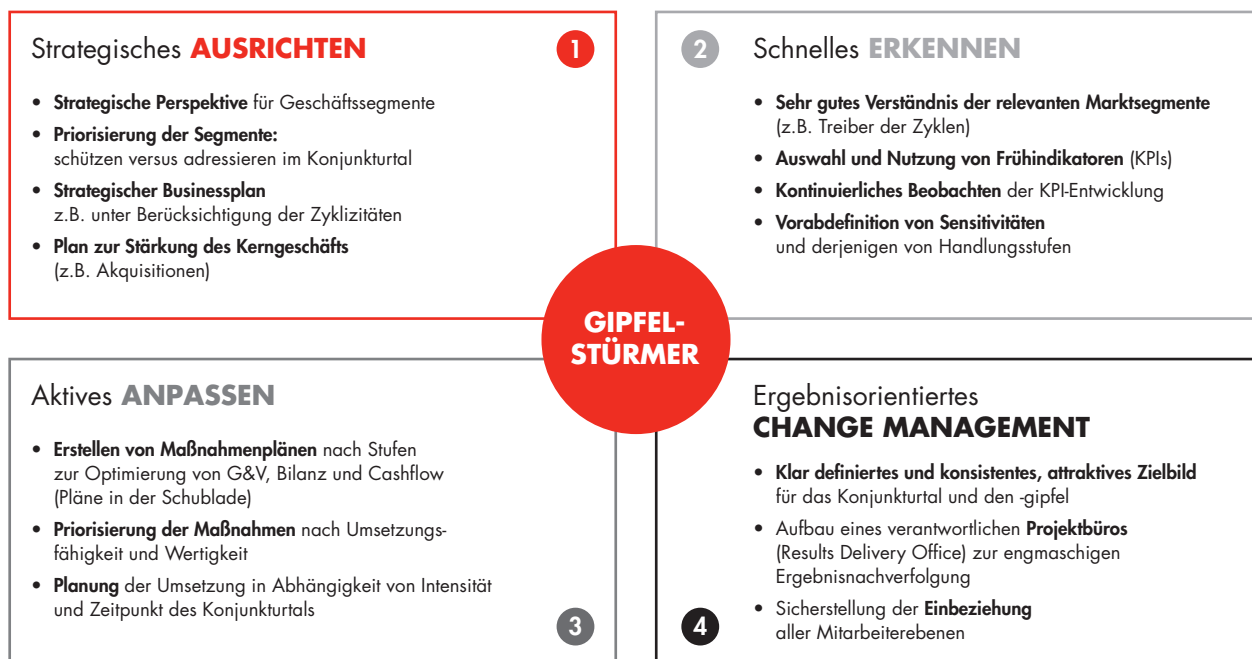 Strategisches AUSRICHTEN
1
• Strategische Perspektive für Geschäftssegmente
• Priorisierung der Segmente:
schützen versus adressieren im Konjunkturtal
• Strategischer Businessplan
z.B. unter Berücksichtigung der Zyklizitäten
• Plan zur Stärkung des Kerngeschäfts
(z.B. Akquisitionen)
2
Schnelles ERKENNEN
• Sehr gutes Verständnis der relevanten Marktsegmente
(z.B. Treiber der Zyklen)
• Auswahl und Nutzung von Frühindikatoren (KPIs)
• Kontinuierliches Beobachten der KPI-Entwicklung
• Vorabdefinition von Sensitivitäten
und derjenigen von Handlungsstufen
GIPFEL-
STÜRMER
Aktives ANPASSEN
• Erstellen von Maßnahmenplänen nach Stufen
zur Optimierung von G&V, Bilanz und Cashflow
(Pläne in der Schublade)
• Priorisierung der Maßnahmen nach Umsetzungs-
fähigkeit und Wertigkeit
• Planung der Umsetzung in Abhängigkeit von Intensität
und Zeitpunkt des Konjunkturtals
3
Ergebnisorientiertes
CHANGE MANAGEMENT
• Klar definiertes und konsistentes, attraktives Zielbild
für das Konjunkturtal und den -gipfel
• Aufbau eines verantwortlichen Projektbüros
(Results Delivery Office) zur engmaschigen
Ergebnisnachverfolgung
• Sicherstellung der Einbeziehung
aller Mitarbeiterebenen
4